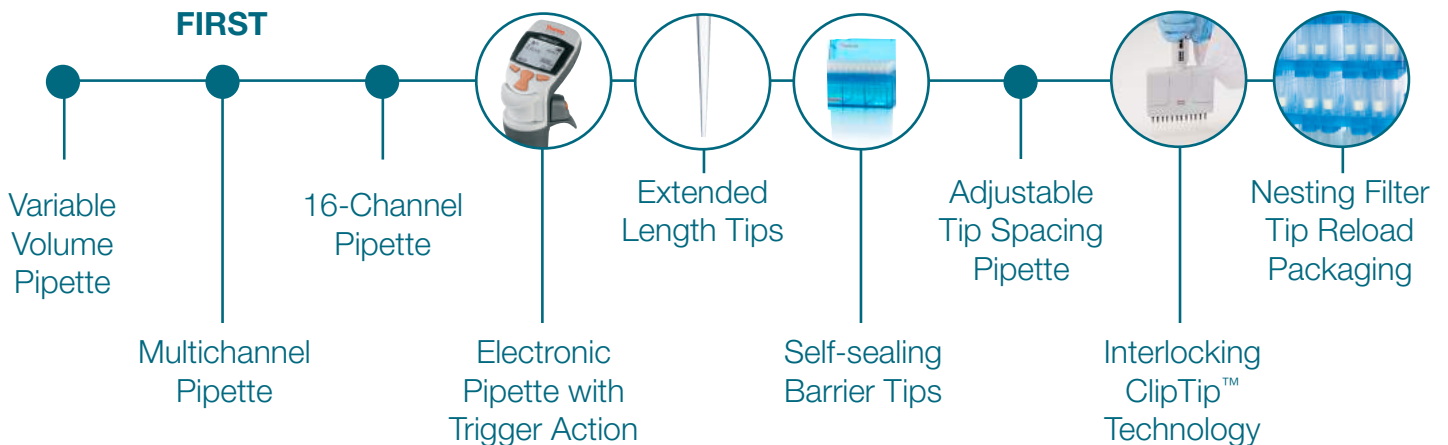 FIRST
Variable
Volume
Pipette
Multichannel
Pipette
16-Channel
Pipette
Electronic
Pipette with
Trigger Action
Extended
Length Tips
Self-sealing
Barrier Tips
Adjustable
Tip Spacing
Pipette
Interlocking
ClipTip™
Technology
Nesting Filter
Tip Reload
Packaging